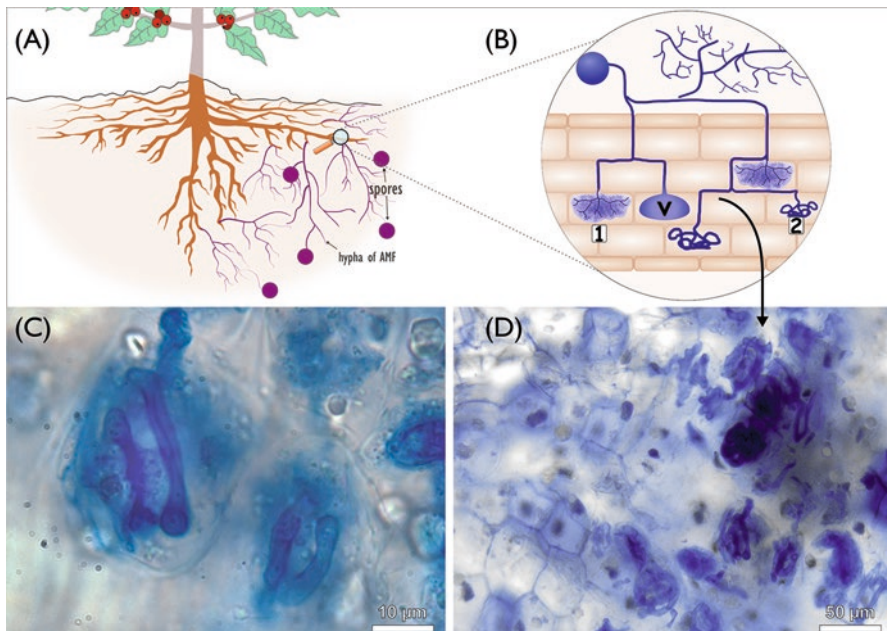 (A)
(B)
spores
hypha of AMF
1
V
2
(C)
(D)
10 µm
50 µm